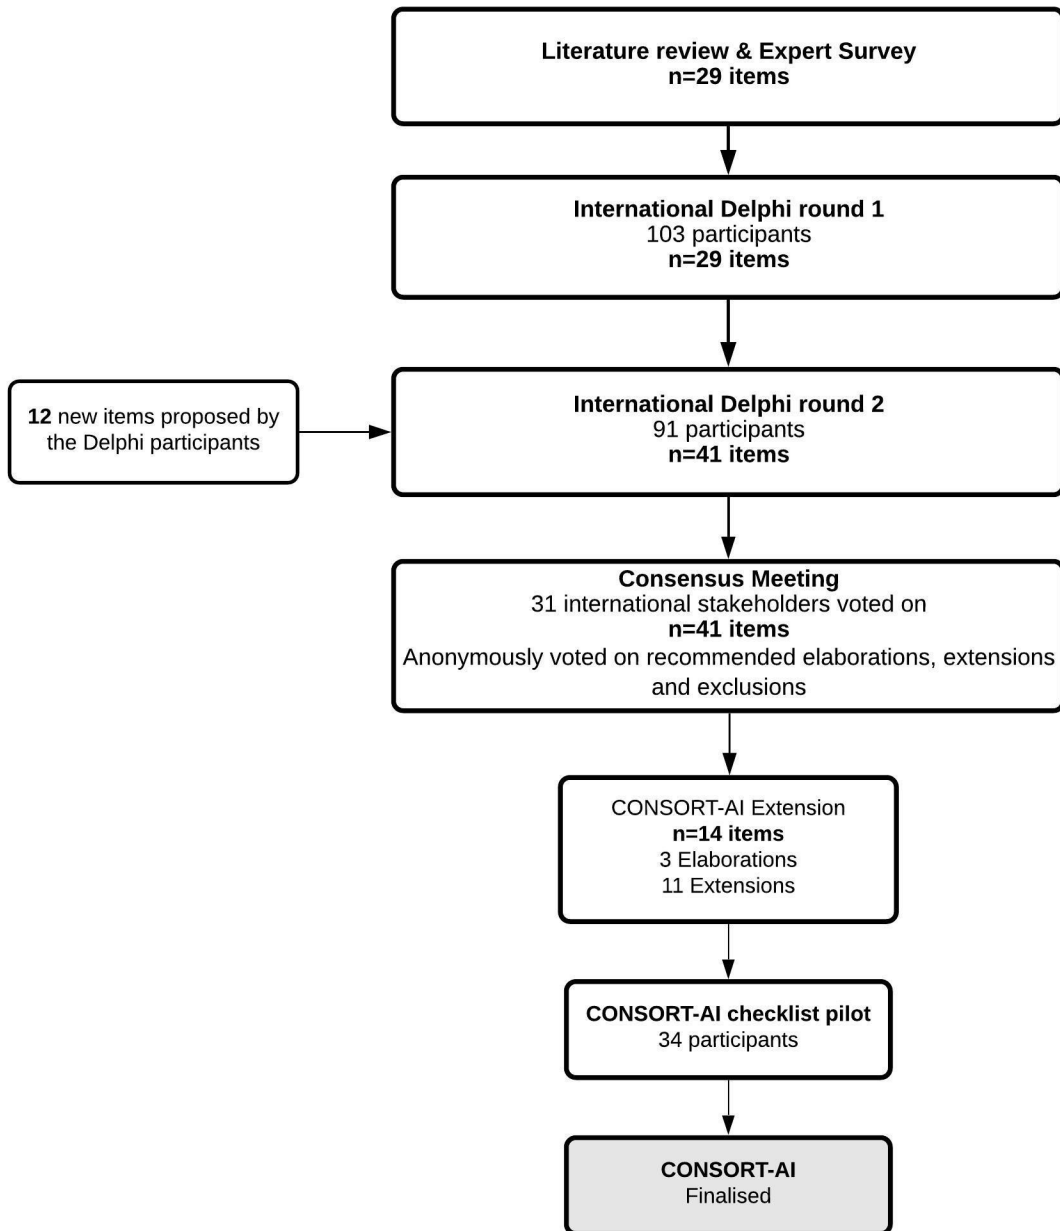 Literature review & Expert Survey
n=29 items
International Delphi round 1
103 participants
n=29 items
12 new items proposed by
the Delphi participants
International Delphi round 2
91 participants
n=41 items
Consensus Meeting
31 international stakeholders voted on
n=41 items
Anonymously voted on recommended elaborations, extensions
and exclusions
CONSORT-AI Extension
n=14 items
3 Elaborations
11 Extensions
CONSORT-AI checklist pilot
34 participants
CONSORT-AI
Finalised